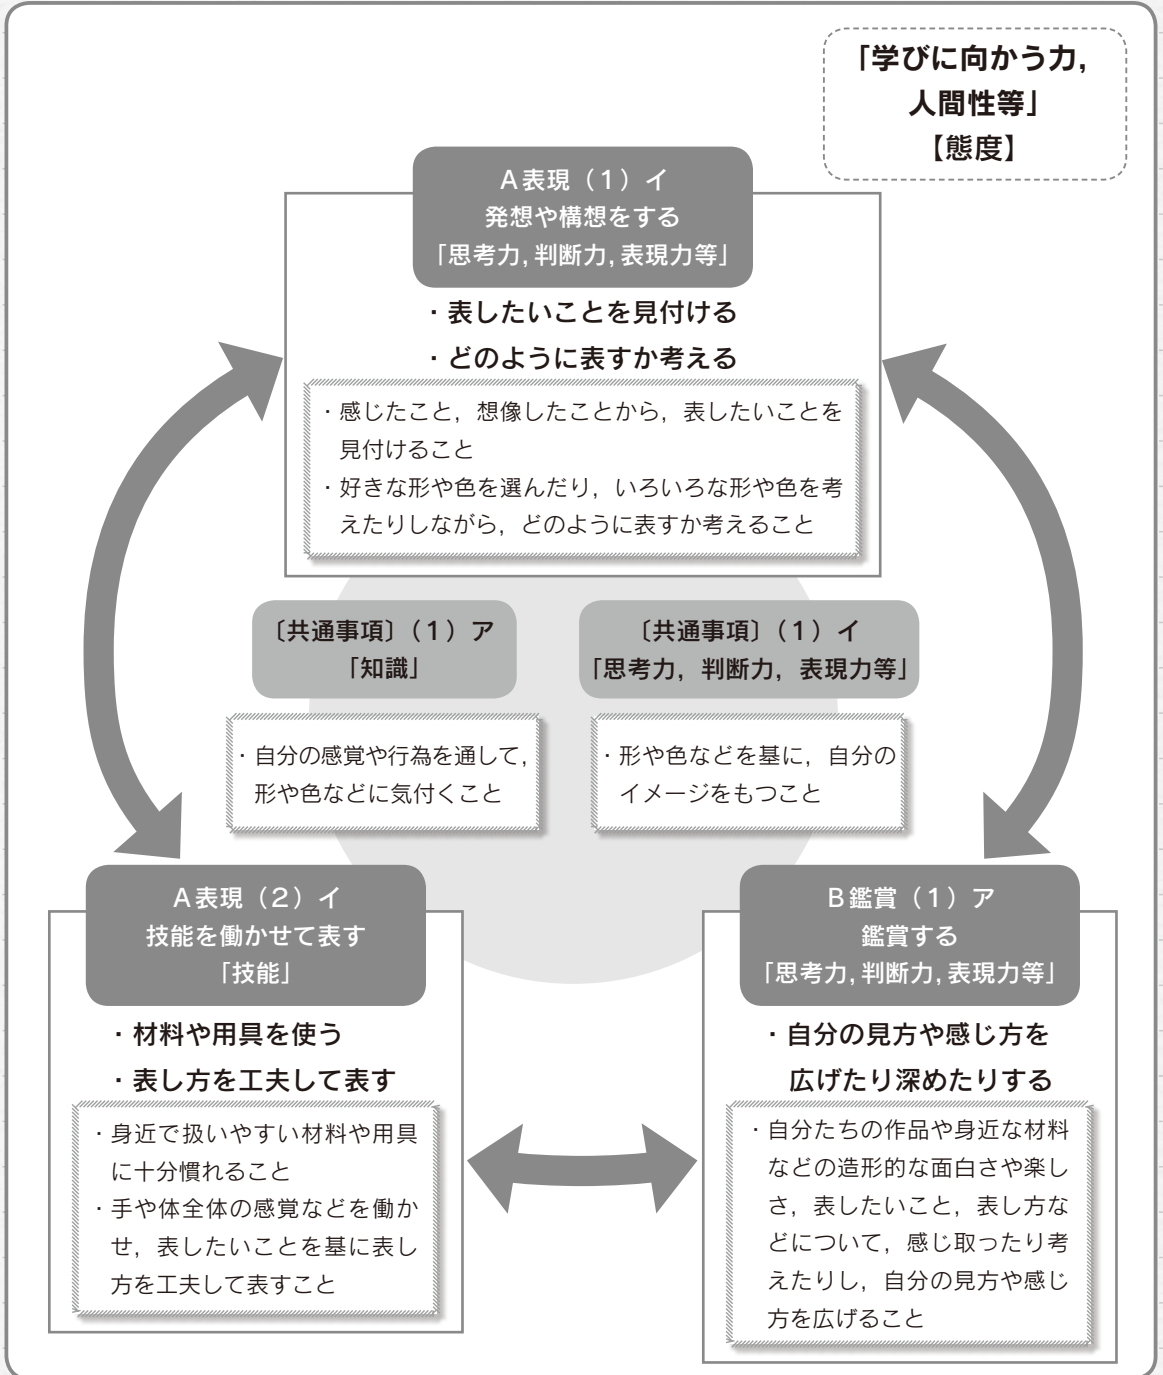 「学びに向かう力,
人間性等」
【態度】
A表現（1）イ
発想や構想をする
「思考力,判断力,表現力等」
・表したいことを見付ける
・どのように表すか考える
・感じたこと，想像したことから，表したいことを
見付けること
・好きな形や色を選んだり，いろいろな形や色を考
えたりしながら，どのように表すか考えること
〔共通事項〕（1）ア
「知識」
〔共通事項〕（1）イ
「思考力，判断力，表現力等」
・自分の感覚や行為を通して，
形や色などに気付くこと
・形や色などを基に，自分の
イメージをもつこと
A表現（2）イ
技能を働かせて表す
「技能」
・材料や用具を使う
・表し方を工夫して表す
・身近で扱いやすい材料や用具
に十分慣れること
・手や体全体の感覚などを働か
せ，表したいことを基に表し
方を工夫して表すこと
B鑑賞（1）ア
鑑賞する
「思考力,判断力,表現力等」
・自分の見方や感じ方を
広げたり深めたりする
・自分たちの作品や身近な材料
などの造形的な面白さや楽し
さ，表したいこと，表し方な
どについて，感じ取ったり考
えたりし，自分の見方や感じ
方を広げること